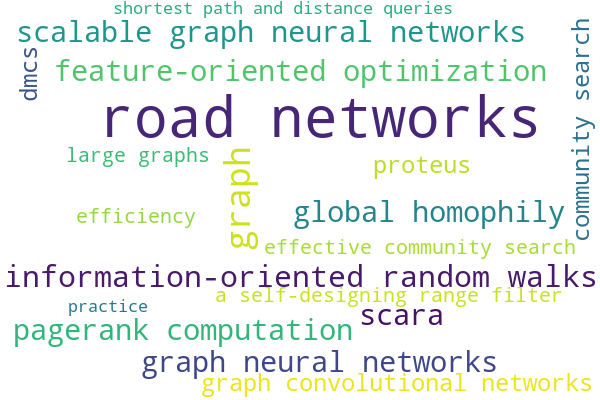 shortest path and distance queries
scalable graph neural networks
dmcs
community search
feature-oriented optimization
road networks
large graphs
graph
proteus
efficiency
global homophily
effective community search
information-oriented random walks
a self-designing range filter
practice
scara
pagerank computation
graph neural networks
graph convolutional networks